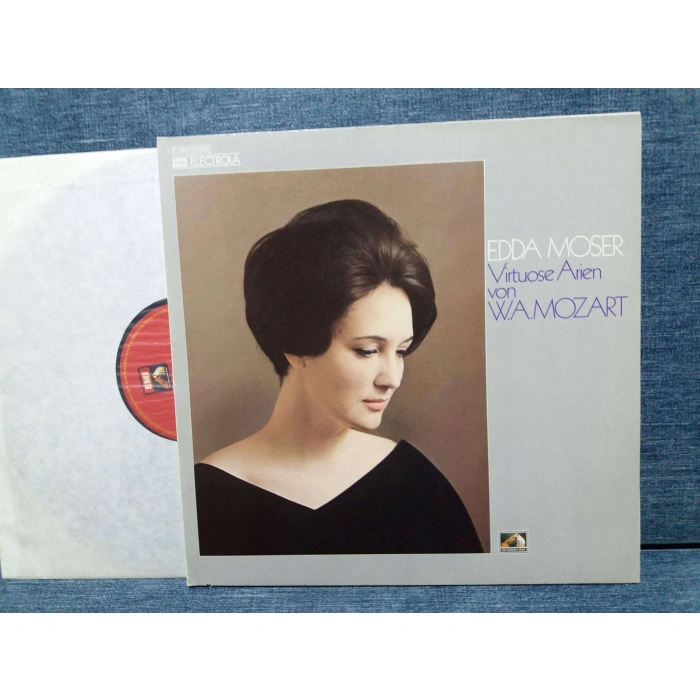 ELECTROLA
EDDA MOSER
Virtuose Arien
von
W.A.MOZART